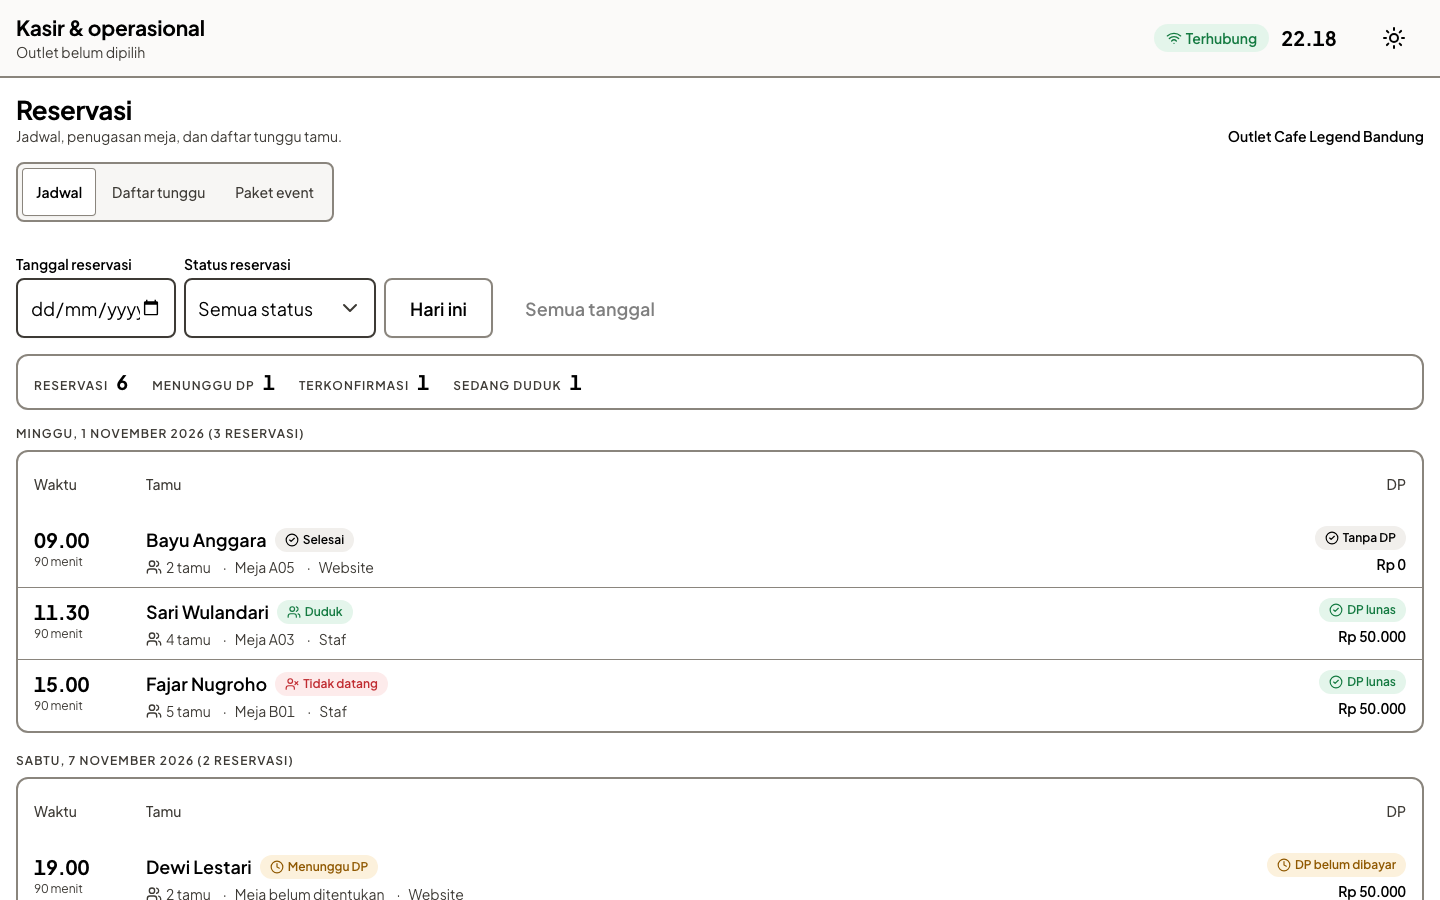 Kasir & operasional
Outlet belum dipilih
Terhubung 22.18
Reservasi
Jadwal, penugasan meja, dan daftar tunggu tamu.
Outlet Cafe Legend Bandung
Jadwal Daftar tunggu Paket event
Tanggal reservasi Status reservasi
dd/mm/yyyy Semua status Hari ini Semua tanggal
RESERVASI 6 MENUNGGU DP 1 TERKONFIRMASI 1 SEDANG DUDUK 1
MINGGU, 1 NOVEMBER 2026 (3 RESERVASI)
Waktu Tamu DP
09.00 Bayu Anggara Selesai Tanpa DP
90 menit 2 tamu · Meja A05 · Website Rp 0
11.30 Sari Wulandari Duduk DP lunas
90 menit 4 tamu · Meja A03 · Staf Rp 50.000
15.00 Fajar Nugroho Tidak datang DP lunas
90 menit 5 tamu · Meja B01 · Staf Rp 50.000
SABTU, 7 NOVEMBER 2026 (2 RESERVASI)
Waktu Tamu DP
19.00 Dewi Lestari Menunggu DP DP belum dibayar
90 menit 2 tamu · Meja belum ditentukan · Website Rp 50.000